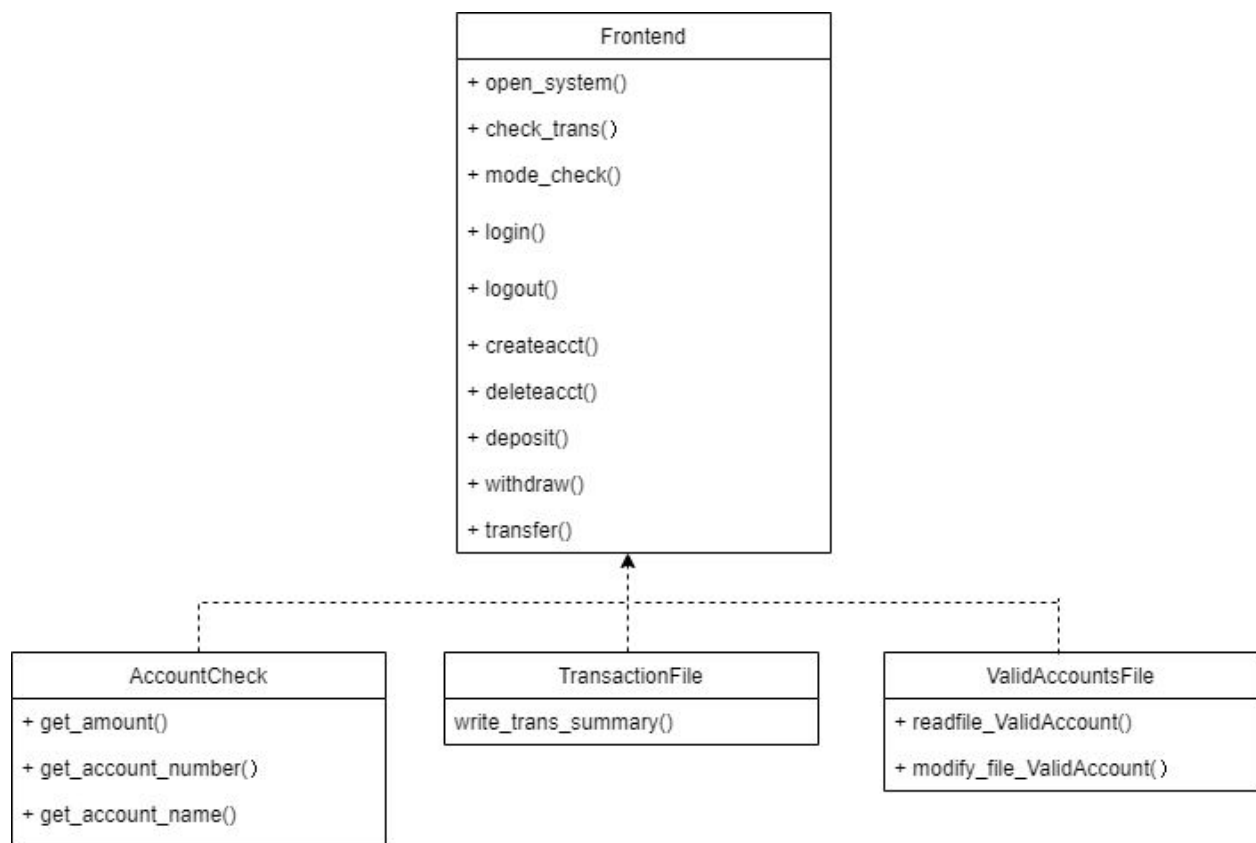 Frontend
+ open_system()
+ check_trans()
+ mode_check()
+ login()
+ logout()
+ createacct()
+ deleteacct()
+ deposit()
+ withdraw()
+ transfer()
AccountCheck
+ get_amount()
+ get_account_number()
+ get_account_name()
TransactionFile
write_trans_summary()
ValidAccountsFile
+ readfile_ValidAccount()
+ modify_file_ValidAccount()